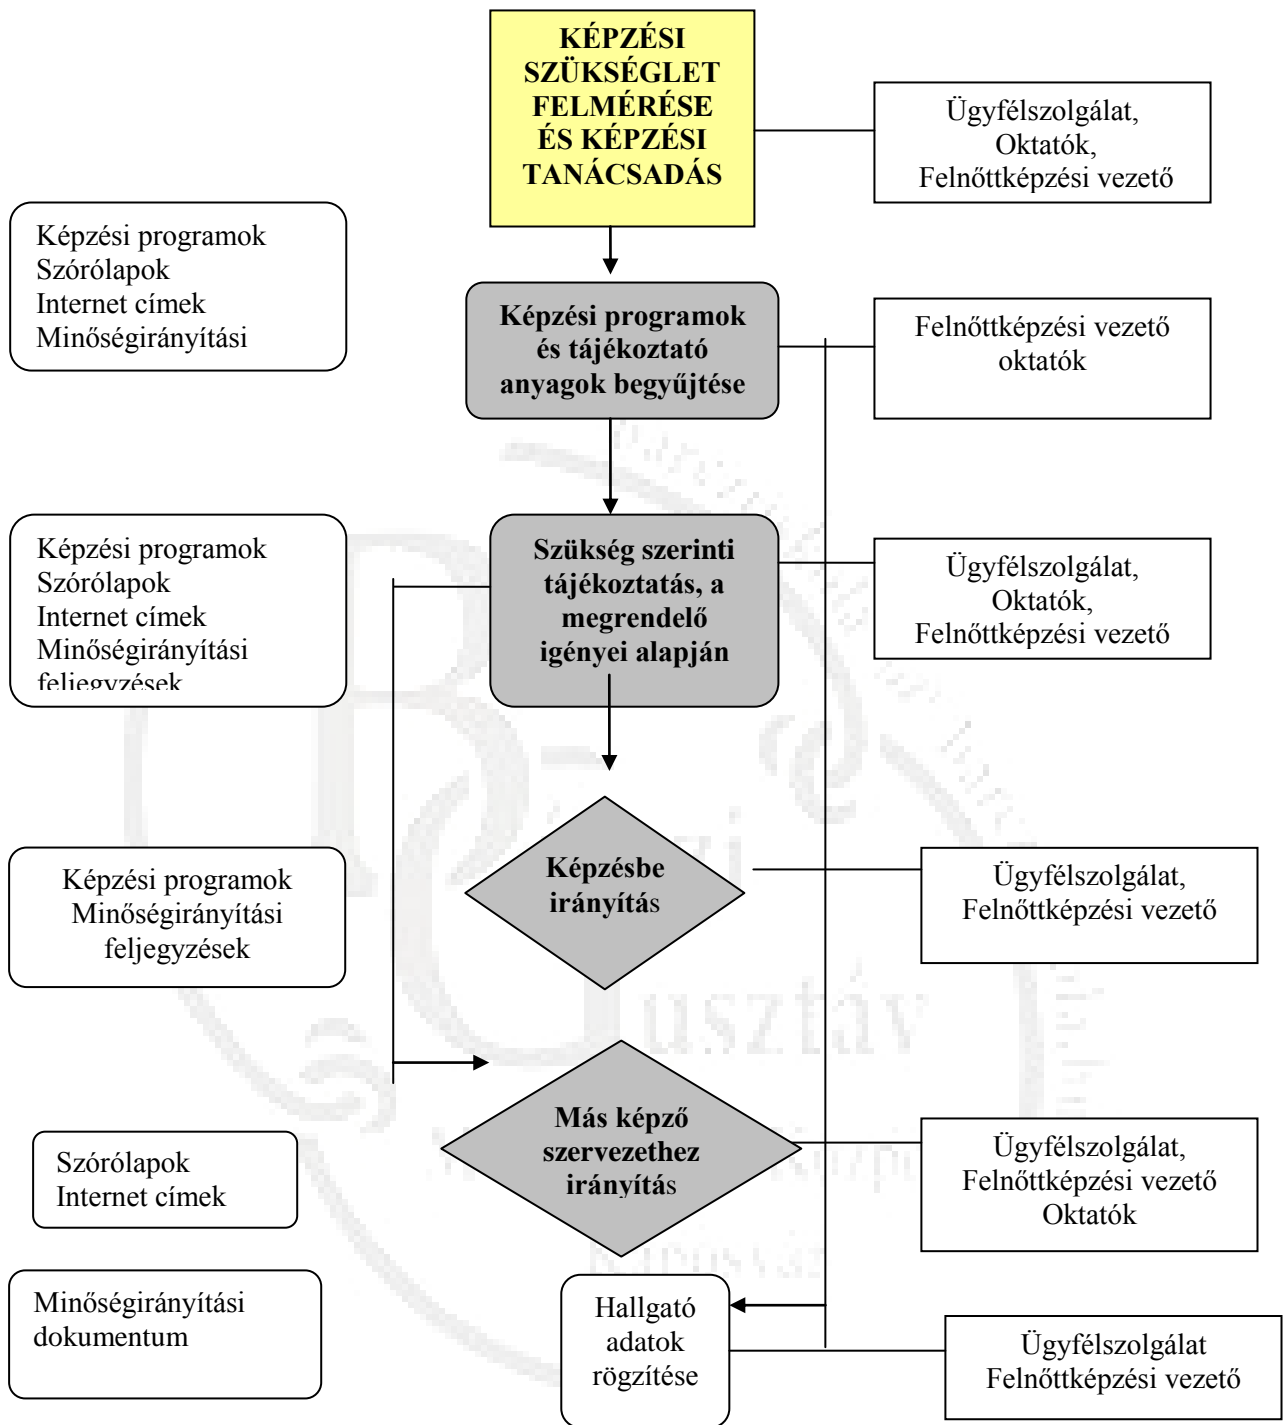 KÉPZÉSI
SZÜKSÉGLET
FELMÉRÉSE
ÉS KÉPZÉSI
TANÁCSADÁS
Ügyfélszolgálat,
Oktatók,
Felnőttképzési vezető
Képzési programok
Szórólapok
Internet címek
Minőségirányítási
Képzési programok
és tájékoztató
anyagok begyűjtése
Felnőttképzési vezető
oktatók
Képzési programok
Szórólapok
Internet címek
Minőségirányítási
feljegyzések
Szükség szerinti
tájékoztatás, a
megrendelő
igényei alapján
Ügyfélszolgálat,
Oktatók,
Felnőttképzési vezető
Képzési programok
Minőségirányítási
feljegyzések
Képzésbe
irányítás
Ügyfélszolgálat,
Felnőttképzési vezető
Szórólapok
Internet címek
Más képző
szervezethez
irányítás
Ügyfélszolgálat,
Felnőttképzési vezető
Oktatók
Minőségirányítási
dokumentum
Hallgató
adatok
rögzítése
Ügyfélszolgálat
Felnőttképzési vezető